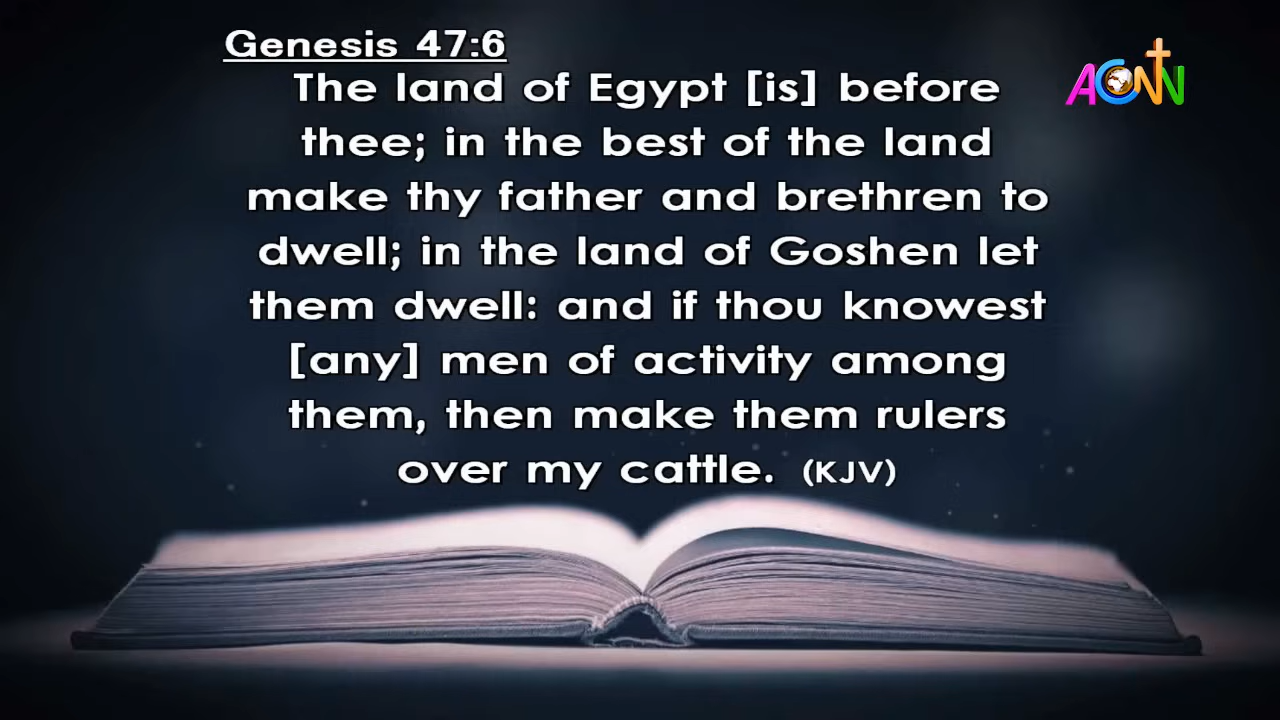 Genesis 47:6
ACNN
The land of Egypt [is] before
thee; in the best of the land
make thy father and brethren to
dwell; in the land of Goshen let
them dwell: and if thou knowest
[any] men of activity among
them, then make them rulers
over my cattle. (KJV)